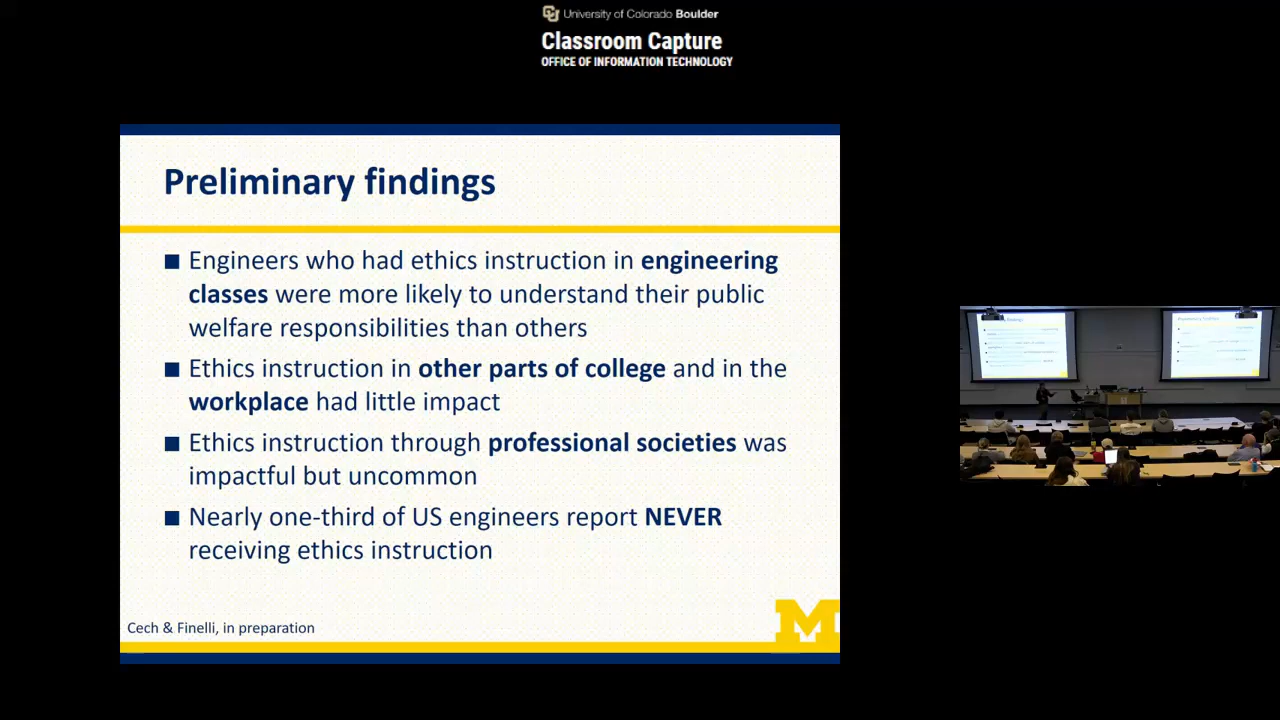 University of Colorado Boulder
Classroom Capture
OFFICE OF INFORMATION TECHNOLOGY
Preliminary findings
■ Engineers who had ethics instruction in engineering
classes were more likely to understand their public
welfare responsibilities than others
■ Ethics instruction in other parts of college and in the
workplace had little impact
■ Ethics instruction through professional societies was
impactful but uncommon
■ Nearly one-third of US engineers report NEVER
receiving ethics instruction
Cech & Finelli, in preparation
M
Preliminary findings